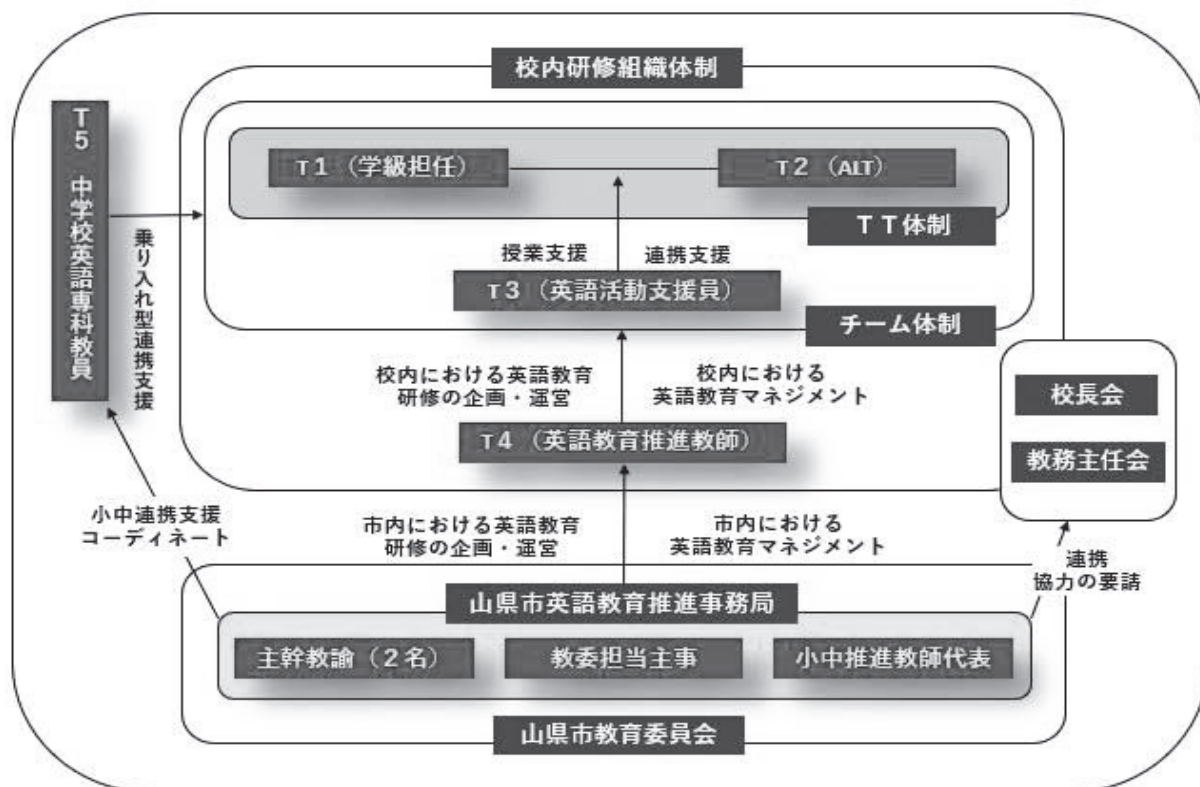 校内研修組織体制
T5 中学校英語専科教員
乗り入れ型連携支援
T1（学級担任）
T2（ALT）
TT体制
授業支援
連携支援
T3（英語活動支援員）
チーム体制
校内における英語教育
研修の企画・運営
校内における
英語教育マネジメント
T4（英語教育推進教師）
校長会
教務主任会
小中連携支援
コーディネート
市内における英語教育
研修の企画・運営
市内における
英語教育マネジメント
連携
協力の要請
山県市英語教育推進事務局
主幹教諭（2名）
教委担当主事
小中推進教師代表
山県市教育委員会